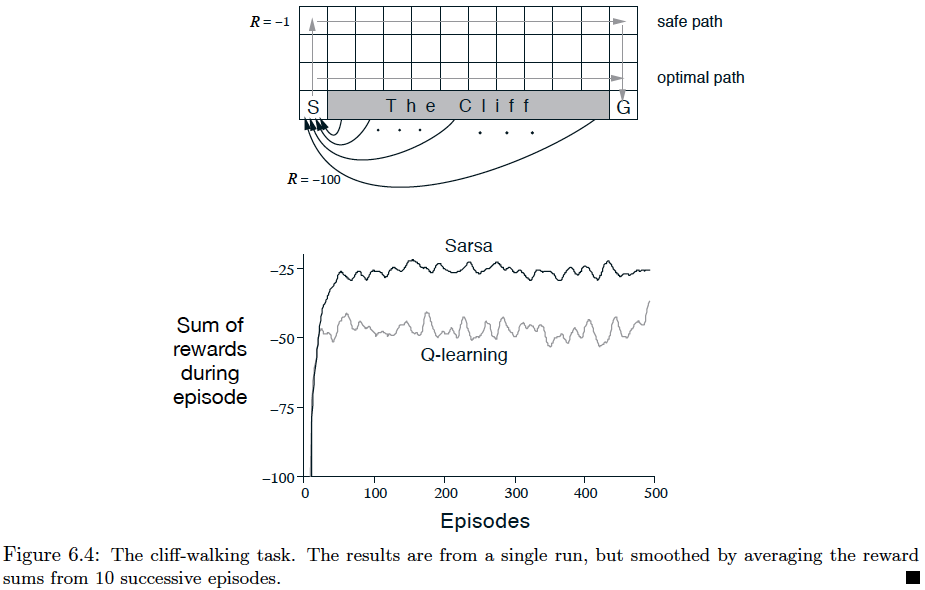 R = −1
safe path
optimal path
S
The Cliff
G
. . .
. . .
R = −100
Sarsa
−25
Sum of
rewards
during
episode
−50
Q-learning
−75
−100
0 100 200 300 400 500
Episodes
Figure 6.4: The cliff-walking task. The results are from a single run, but smoothed by averaging the reward
sums from 10 successive episodes.